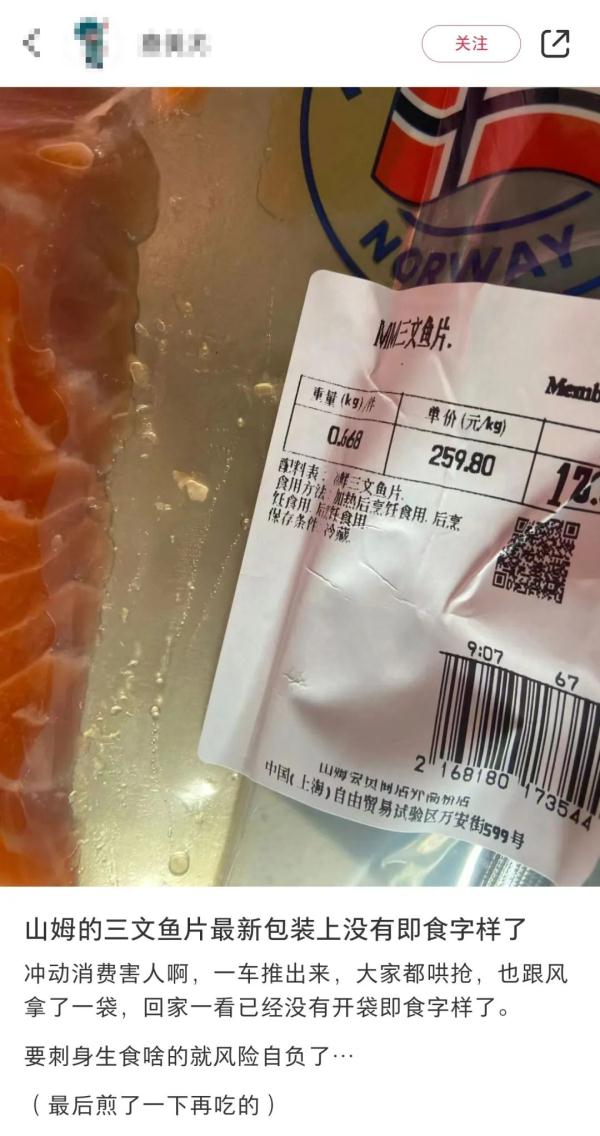 关注
NORWAY
MM三文鱼片.
Memb
重量(kg)/件
单价(元/kg)
0.668
259.80
配料表: 鲜三文鱼片.
食用方法: 加热后烹饪食用. 后烹
饪食用. 后饪食用
保存条件: 冷藏.
9:07
67
2 168180 173544
中国(上海)自由贸易试验区万安街599号
山姆的三文鱼片最新包装上没有即食字样了
冲动消费害人啊，一车推出来，大家都哄抢，也跟风
拿了一袋，回家一看已经没有开袋即食字样了。
要刺身生食啥的就风险自负了…
（最后煎了一下再吃的）